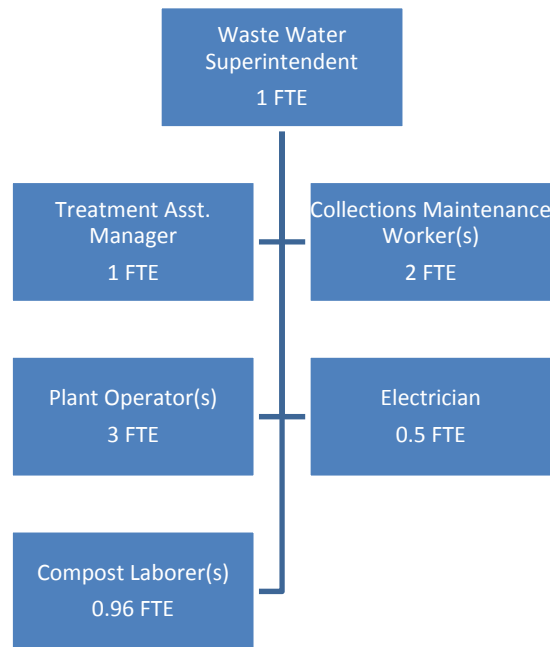 Waste Water
Superintendent
1 FTE
Treatment Asst.
Manager
1 FTE
Collections Maintenance
Worker(s)
2 FTE
Plant Operator(s)
3 FTE
Electrician
0.5 FTE
Compost Laborer(s)
0.96 FTE